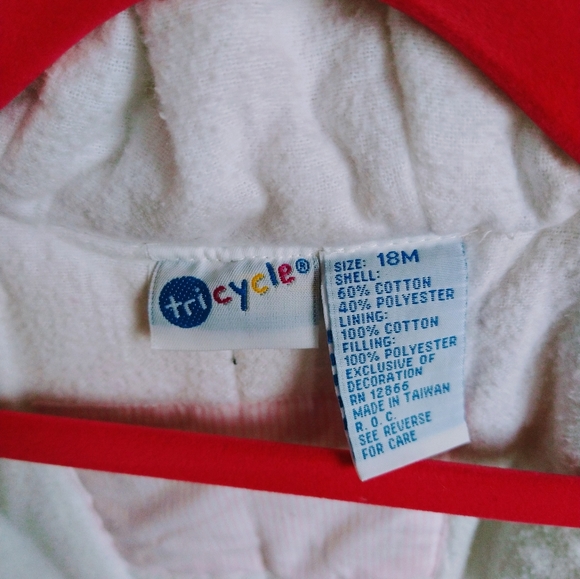 tricycle®
SIZE: 18M
SHELL:
60% COTTON
40% POLYESTER
LINING:
100% COTTON
FILLING:
100% POLYESTER
EXCLUSIVE OF
DECORATION
RN 12866
MADE IN TAIWAN
R. O. C.
SEE REVERSE
FOR CARE